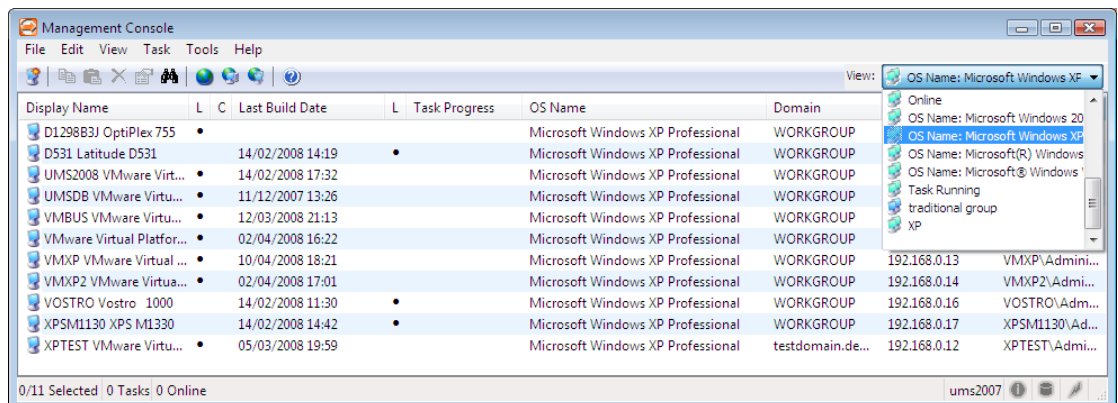 Management Console
File Edit View Task Tools Help
View: OS Name: Microsoft Windows XP
Display Name L C Last Build Date L Task Progress OS Name Domain
D1298B3J OptiPlex 755 • Microsoft Windows XP Professional WORKGROUP
D531 Latitude D531 14/02/2008 14:19 • Microsoft Windows XP Professional WORKGROUP
UMS2008 VMware Virt... • 14/02/2008 17:32 Microsoft Windows XP Professional WORKGROUP
UMSDB VMware Virtu... • 11/12/2007 13:26 Microsoft Windows XP Professional WORKGROUP
VMBUS VMware Virtu... • 12/03/2008 21:13 Microsoft Windows XP Professional WORKGROUP
VMware Virtual Platfor... • 02/04/2008 16:22 Microsoft Windows XP Professional WORKGROUP
VMXP VMware Virtual ... • 10/04/2008 18:21 Microsoft Windows XP Professional WORKGROUP 192.168.0.13 VMXP\Admini...
VMXP2 VMware Virtua... • 02/04/2008 17:01 Microsoft Windows XP Professional WORKGROUP 192.168.0.14 VMXP2\Admi...
VOSTRO Vostro 1000 14/02/2008 11:30 • Microsoft Windows XP Professional WORKGROUP 192.168.0.16 VOSTRO\Adm...
XPSM1130 XPS M1330 14/02/2008 14:42 • Microsoft Windows XP Professional WORKGROUP 192.168.0.17 XPSM1130\Ad...
XPTEST VMware Virtu... • 05/03/2008 19:59 Microsoft Windows XP Professional testdomain.de... 192.168.0.12 XPTEST\Admi...
Online
OS Name: Microsoft Windows 20
OS Name: Microsoft Windows XP
OS Name: Microsoft(R) Windows
OS Name: Microsoft® Windows
Task Running
traditional group
XP
0/11 Selected 0 Tasks 0 Online ums2007